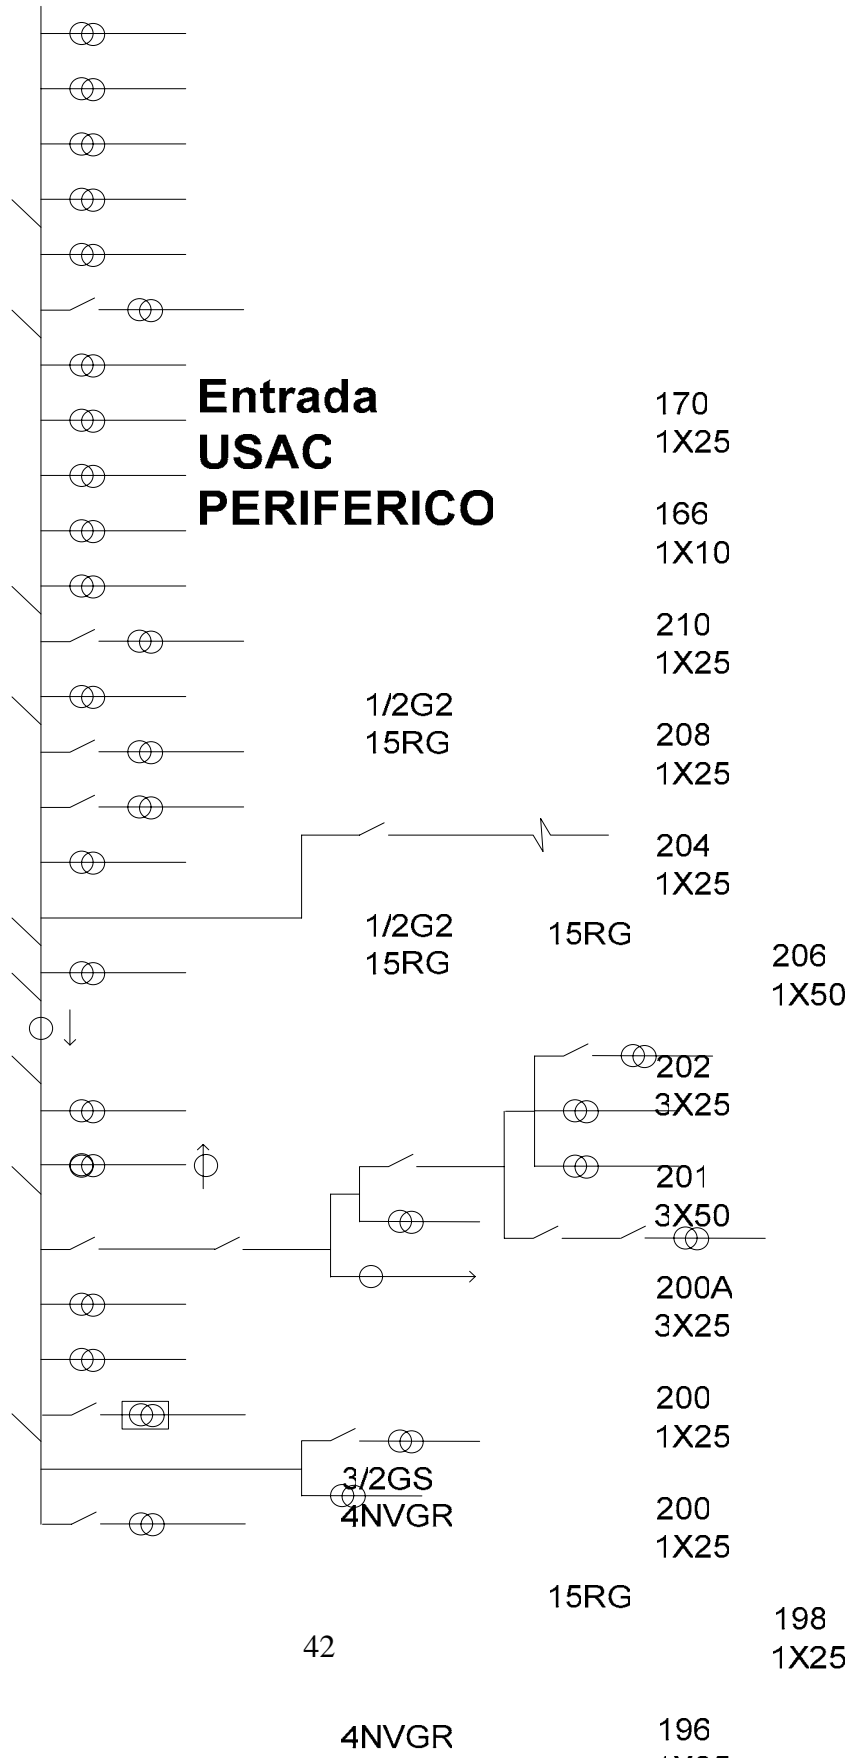 Entrada
USAC
PERIFERICO
170
1X25
166
1X10
210
1X25
1/2G2
15RG
208
1X25
204
1X25
1/2G2
15RG
15RG
206
1X50
202
3X25
201
3X50
200A
3X25
200
1X25
3/2GS
4NVGR
200
1X25
15RG
198
1X25
42
4NVGR
196